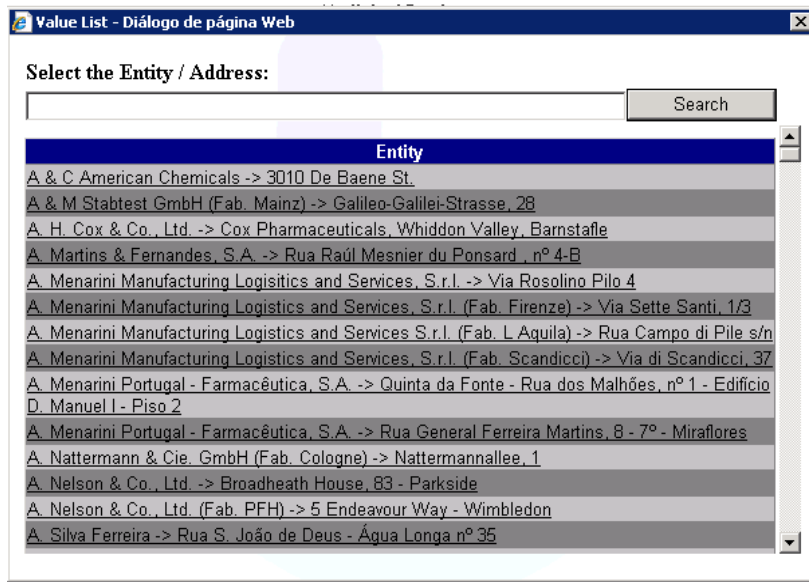 Value List - Diálogo de página Web
Select the Entity / Address:
Search
Entity
A & C American Chemicals -> 3010 De Baene St.
A & M Stabtest GmbH (Fab. Mainz) -> Galileo-Galilei-Strasse, 28
A. H. Cox & Co., Ltd. -> Cox Pharmaceuticals, Whiddon Valley, Barnstafle
A. Martins & Fernandes, S.A. -> Rua Raúl Mesnier du Ponsard , nº 4-B
A. Menarini Manufacturing Logisitics and Services, S.r.l. -> Via Rosolino Pilo 4
A. Menarini Manufacturing Logistics and Services, S.r.l. (Fab. Firenze) -> Via Sette Santi, 1/3
A. Menarini Manufacturing Logistics and Services S.r.l. (Fab. L Aquila) -> Rua Campo di Pile s/n
A. Menarini Manufacturing Logistics and Services, S.r.l. (Fab. Scandicci) -> Via di Scandicci, 37
A. Menarini Portugal - Farmacêutica, S.A. -> Quinta da Fonte - Rua dos Malhões, nº 1 - Edifício
D. Manuel I - Piso 2
A. Menarini Portugal - Farmacêutica, S.A. -> Rua General Ferreira Martins, 8 - 7º - Miraflores
A. Nattermann & Cie. GmbH (Fab. Cologne) -> Nattermannallee, 1
A. Nelson & Co., Ltd. -> Broadheath House, 83 - Parkside
A. Nelson & Co., Ltd. (Fab. PFH) -> 5 Endeavour Way - Wimbledon
A. Silva Ferreira -> Rua S. João de Deus - Água Longa nº 35